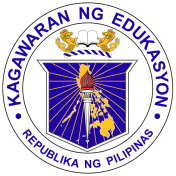 KAGAWARAN NG EDUKASYON
REPUBLIKA NG PILIPINAS